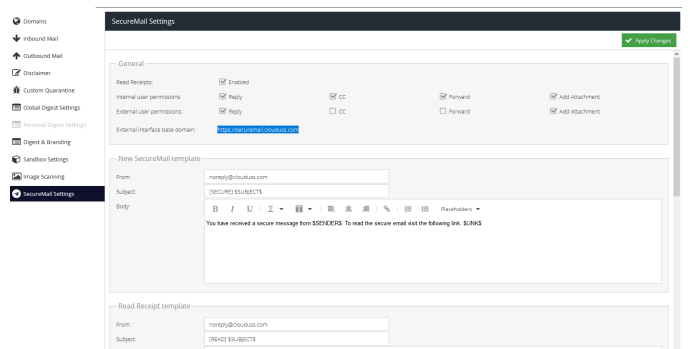 Domains
Inbound Mail
Outbound Mail
Disclaimer
Custom Quarantine
Global Digest Settings
Personal Digest Settings
Digest & Branding
Sandbox Settings
Image Scanning
SecureMail Settings
SecureMail Settings
Apply Changes
General
Read Receipts: Enabled
Internal user permissions: Reply CC Forward Add Attachment
External user permissions: Reply CC Forward Add Attachment
External interface base domain: https://securemail.clouduss.com
New SecureMail template
From: noreply@clouduss.com
Subject: [SECURE] $SUBJECT$
Body:
B I U T Placeholders
You have received a secure message from $SENDER$. To read the secure email visit the following link. $LINK$
Read Receipt template
From: noreply@clouduss.com
Subject: [READ] $SUBJECT$